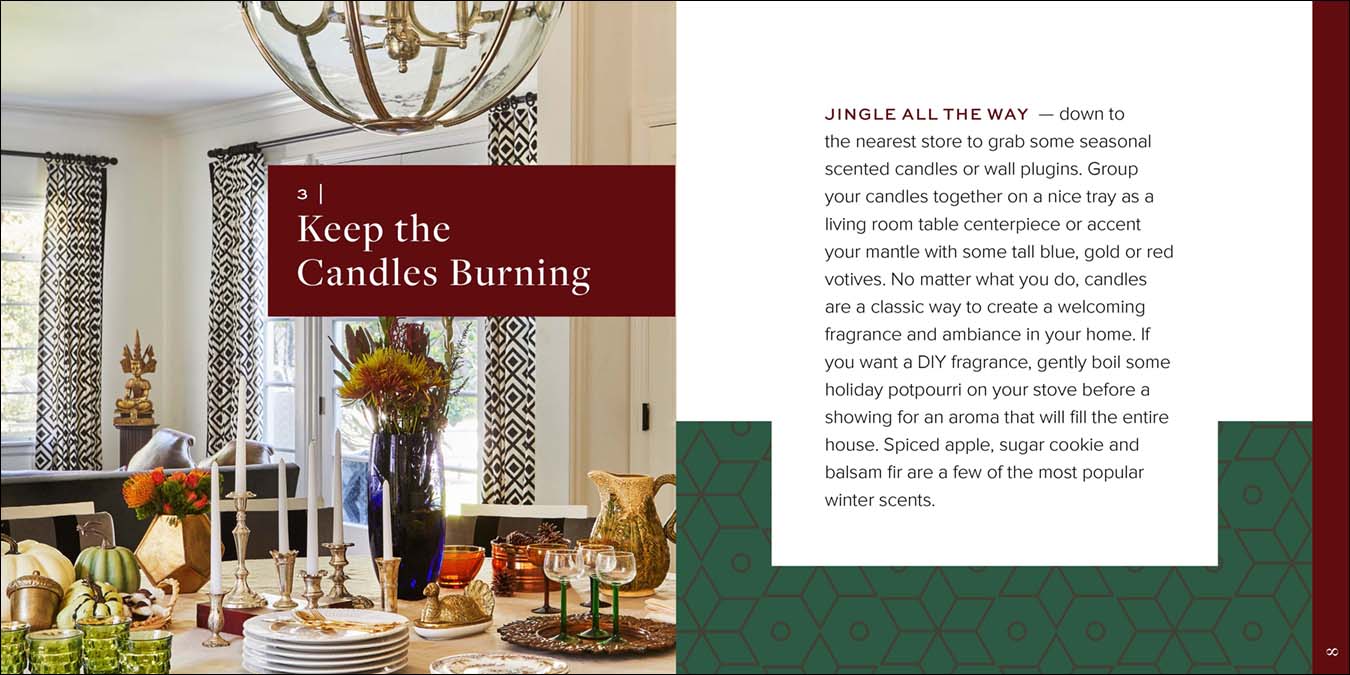 3 |
Keep the
Candles Burning
JINGLE ALL THE WAY — down to
the nearest store to grab some seasonal
scented candles or wall plugins. Group
your candles together on a nice tray as a
living room table centerpiece or accent
your mantle with some tall blue, gold or red
votives. No matter what you do, candles
are a classic way to create a welcoming
fragrance and ambiance in your home. If
you want a DIY fragrance, gently boil some
holiday potpourri on your stove before a
showing for an aroma that will fill the entire
house. Spiced apple, sugar cookie and
balsam fir are a few of the most popular
winter scents.
8